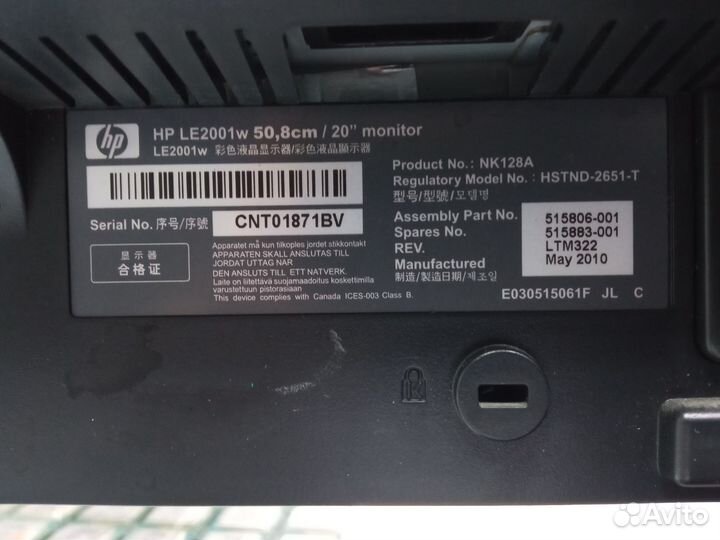 hp
HP LE2001w 50,8cm / 20" monitor
LE2001w 彩色液晶显示器/彩色液晶顯示器
Serial No. 序号/序號 CNT01871BV
显示器
合格证
Apparatet må kun tilkoples jordet stikkontakt
APPARATEN SKALL ANSLUTAS TILL
JORDAT UTTAG NAR
DEN ANSLUTS TILL ETT NATVERK.
Laite on liitettävä suojamaadoitus koskettimilla
varustettuun pistorasiaan
This device complies with Canada ICES-003 Class B.
Product No.: NK128A
Regulatory Model No.: HSTND-2651-T
型号/型號/모델명
Assembly Part No. 515806-001
Spares No. 515883-001
REV. LTM322
Manufactured May 2010
制造/製造日期/제조일
E030515061F JL C
Avito